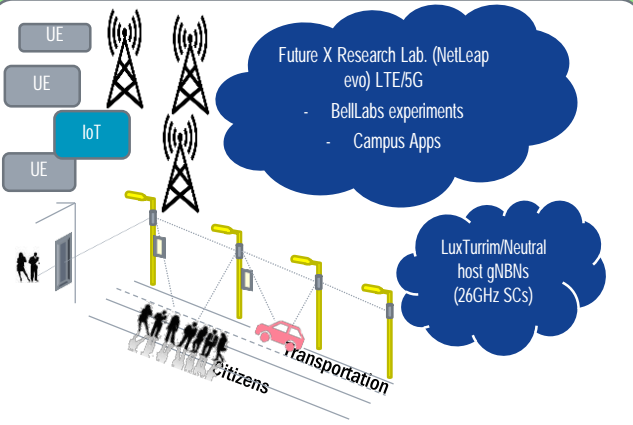 UE
UE
IoT
UE
Future X Research Lab. (NetLeap
evo) LTE/5G
- BellLabs experiments
- Campus Apps
LuxTurrim/Neutral
host gNBNs
(26GHz SCs)
Transportation
Citizens